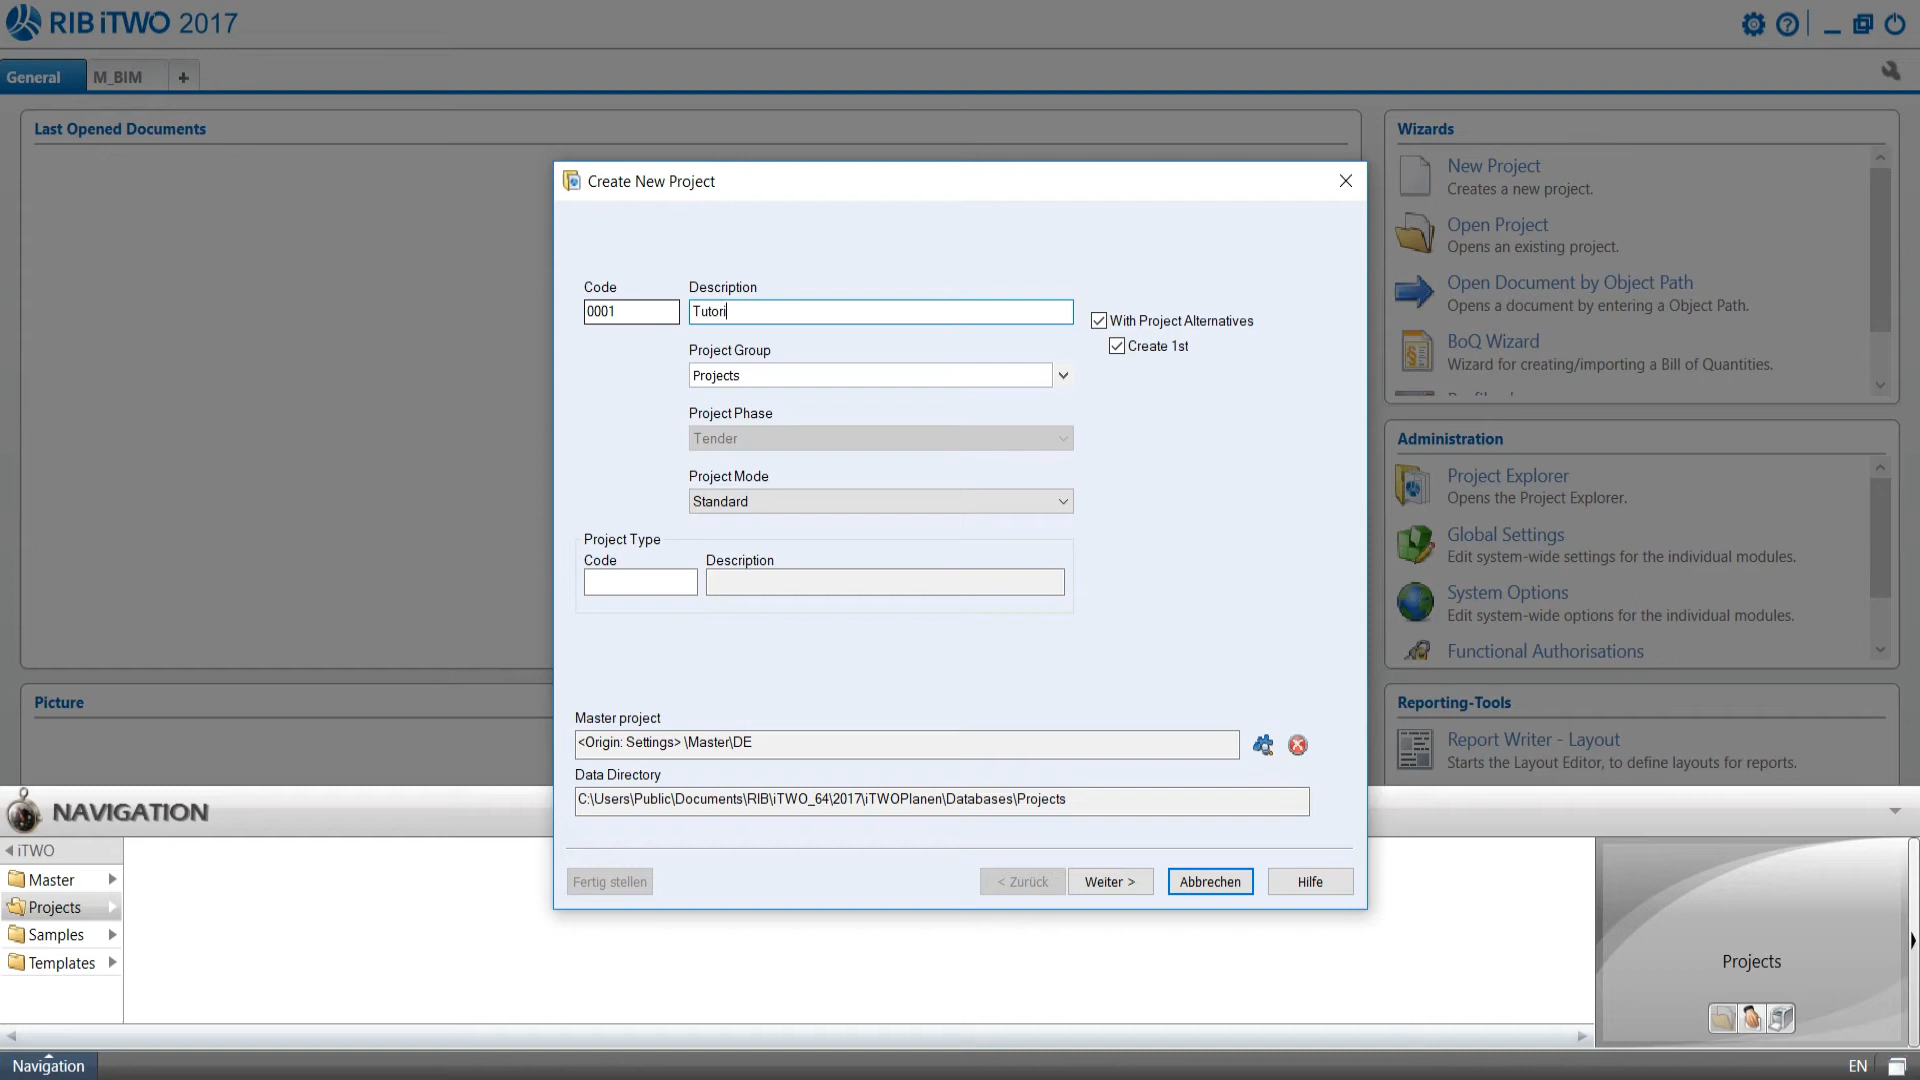 RIB iTWO 2017
General
M_BIM
+
Last Opened Documents
Picture
Create New Project
Code
Description
0001
Tutori
With Project Alternatives
Create 1st
Project Group
Projects
Project Phase
Tender
Project Mode
Standard
Project Type
Code
Description
Master project
<Origin: Settings> \Master\DE
Data Directory
C:\Users\Public\Documents\RIB\iTWO_64\2017\iTWOPlanen\Databases\Projects
Fertig stellen
< Zurück
Weiter >
Abbrechen
Hilfe
Wizards
New Project
Creates a new project.
Open Project
Opens an existing project.
Open Document by Object Path
Opens a document by entering a Object Path.
BoQ Wizard
Wizard for creating/importing a Bill of Quantities.
Administration
Project Explorer
Opens the Project Explorer.
Global Settings
Edit system-wide settings for the individual modules.
System Options
Edit system-wide options for the individual modules.
Functional Authorisations
Reporting-Tools
Report Writer - Layout
Starts the Layout Editor, to define layouts for reports.
NAVIGATION
iTWO
Master
Projects
Samples
Templates
Projects
Navigation
EN